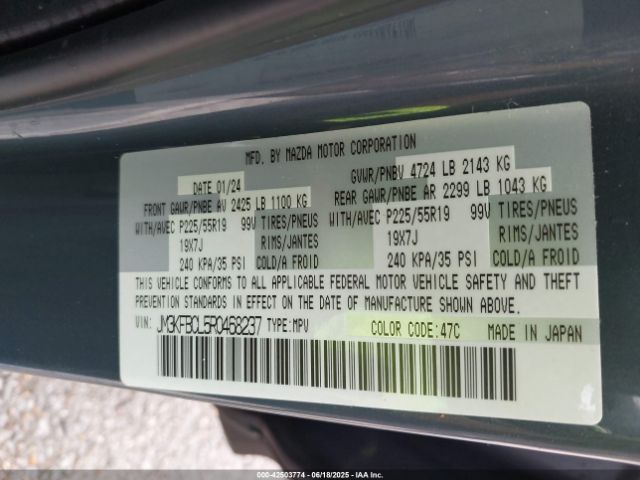 MFD. BY MAZDA MOTOR CORPORATION
DATE 01/24 GVWR/PNBV 4724 LB 2143 KG
FRONT GAWR/PNBE AV 2425 LB 1100 KG REAR GAWR/PNBE AR 2299 LB 1043 KG
WITH/AVEC P225/55R19 99V TIRES/PNEUS WITH/AVEC P225/55R19 99V TIRES/PNEUS
19X7J RIMS/JANTES 19X7J RIMS/JANTES
240 KPA/35 PSI COLD/A FROID 240 KPA/35 PSI COLD/A FROID
THIS VEHICLE CONFORMS TO ALL APPLICABLE FEDERAL MOTOR VEHICLE SAFETY AND THEFT
PREVENTION STANDARDS IN EFFECT ON THE DATE OF MANUFACTURE SHOWN ABOVE.
VIN: JM3KFBCL5R0468237 TYPE:MPV COLOR CODE:47C MADE IN JAPAN
000-42503774 - 06/18/2025 - IAA Inc.